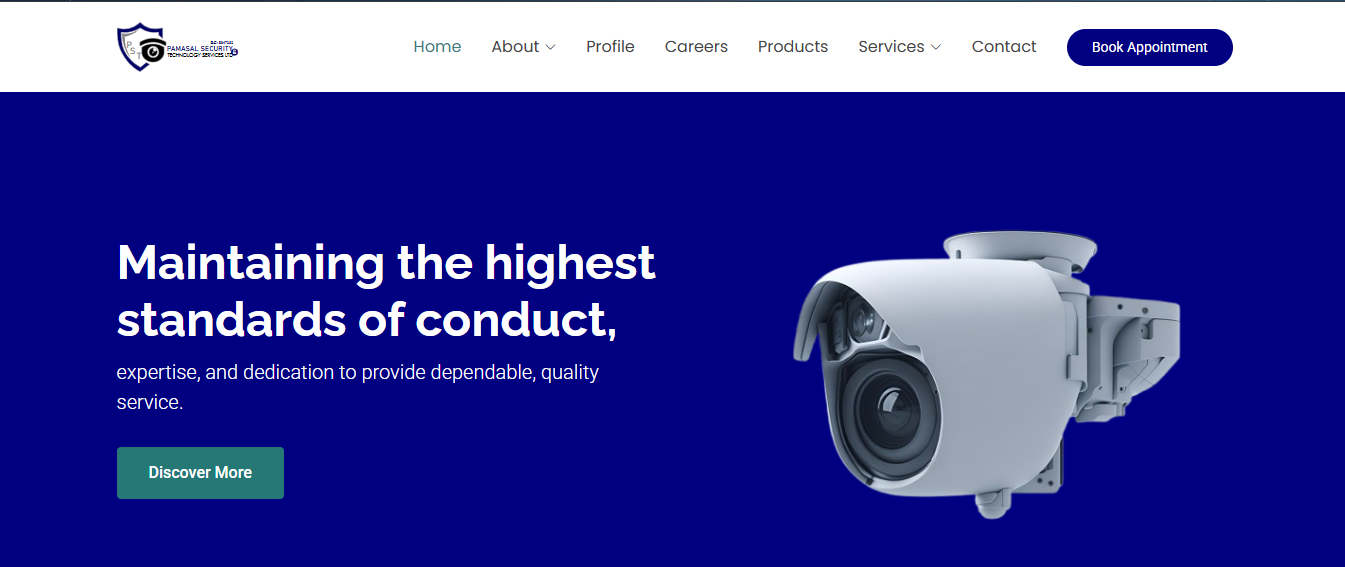 PAMASAL SECURITY
TECHNOLOGY SERVICES LTD
Home
About
Profile
Careers
Products
Services
Contact
Book Appointment
Maintaining the highest
standards of conduct,
expertise, and dedication to provide dependable, quality
service.
Discover More